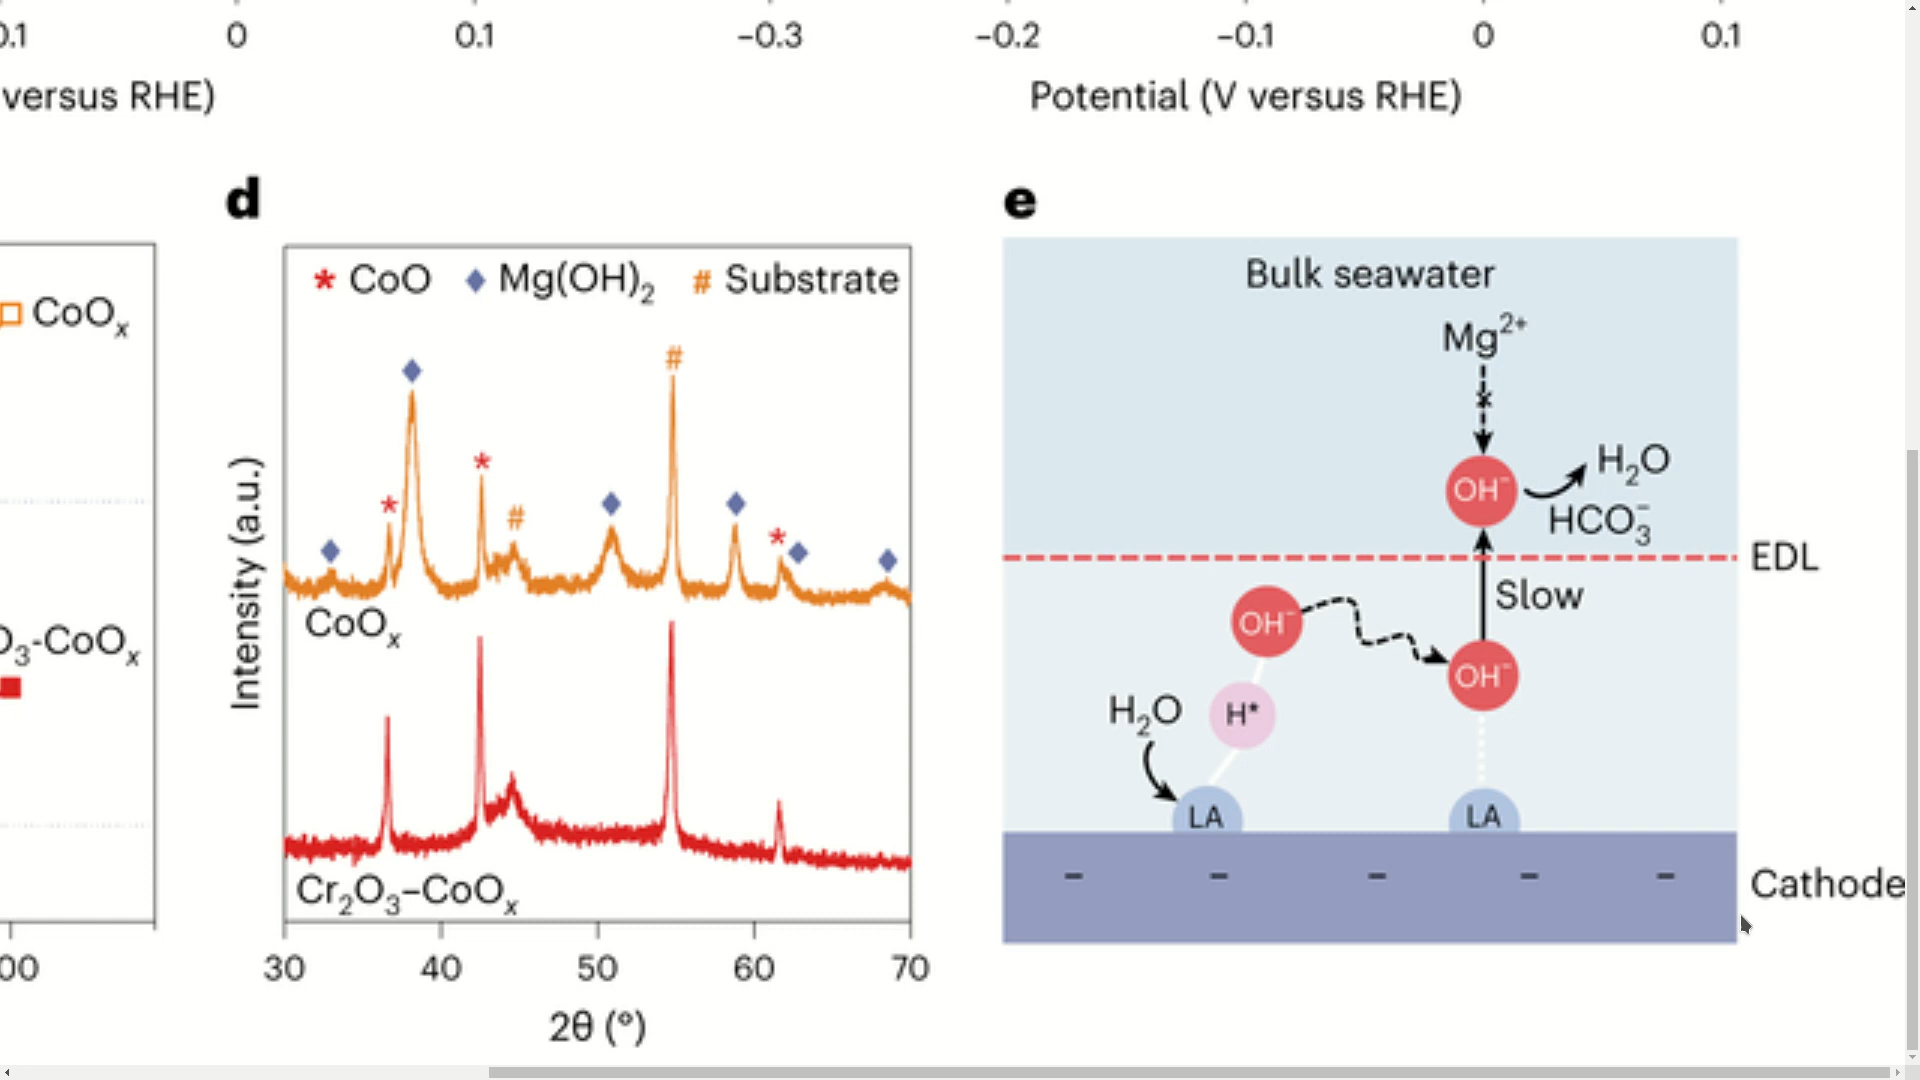 0.1 0 0.1 −0.3 −0.2 −0.1 0 0.1
versus RHE) Potential (V versus RHE)
d
CoOₓ
O₃-CoOₓ
00
* CoO ♦ Mg(OH)₂ # Substrate
Intensity (a.u.)
CoOₓ
Cr₂O₃–CoOₓ
30 40 50 60 70
2θ (°)
e
Bulk seawater
Mg²⁺
OH⁻
H₂O
HCO₃⁻
EDL
Slow
OH⁻
OH⁻
H₂O
H*
LA
LA
− − − − −
Cathode